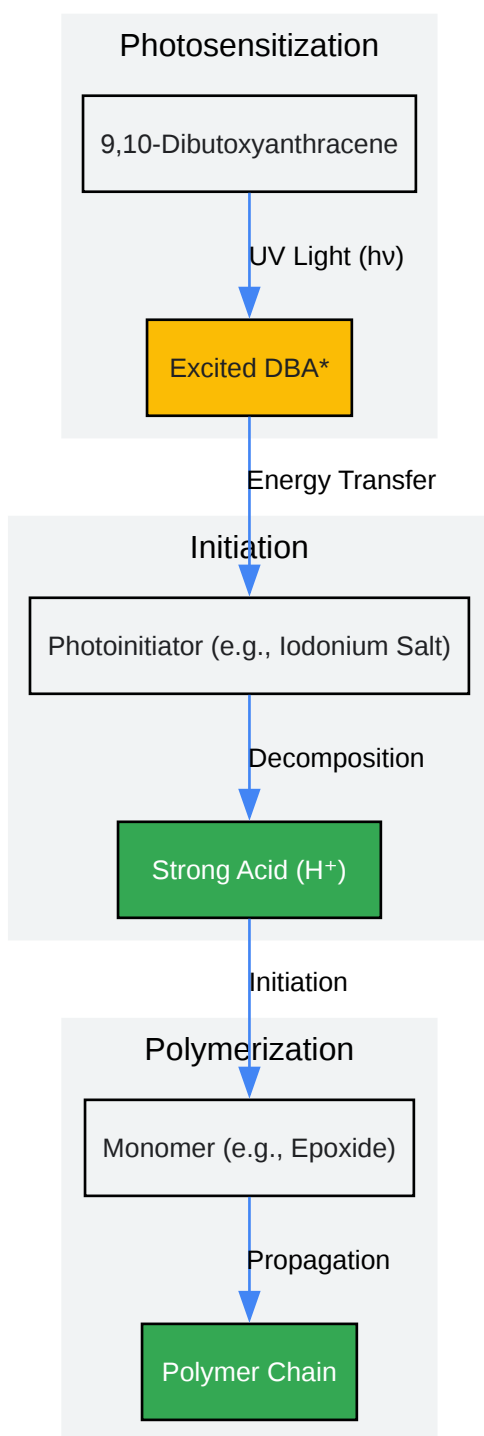 Photosensitization
9,10-Dibutoxyanthracene
UV Light (hν)
Excited DBA*
Energy Transfer
Initiation
Photoinitiator (e.g., Iodonium Salt)
Decomposition
Strong Acid (H⁺)
Initiation
Polymerization
Monomer (e.g., Epoxide)
Propagation
Polymer Chain